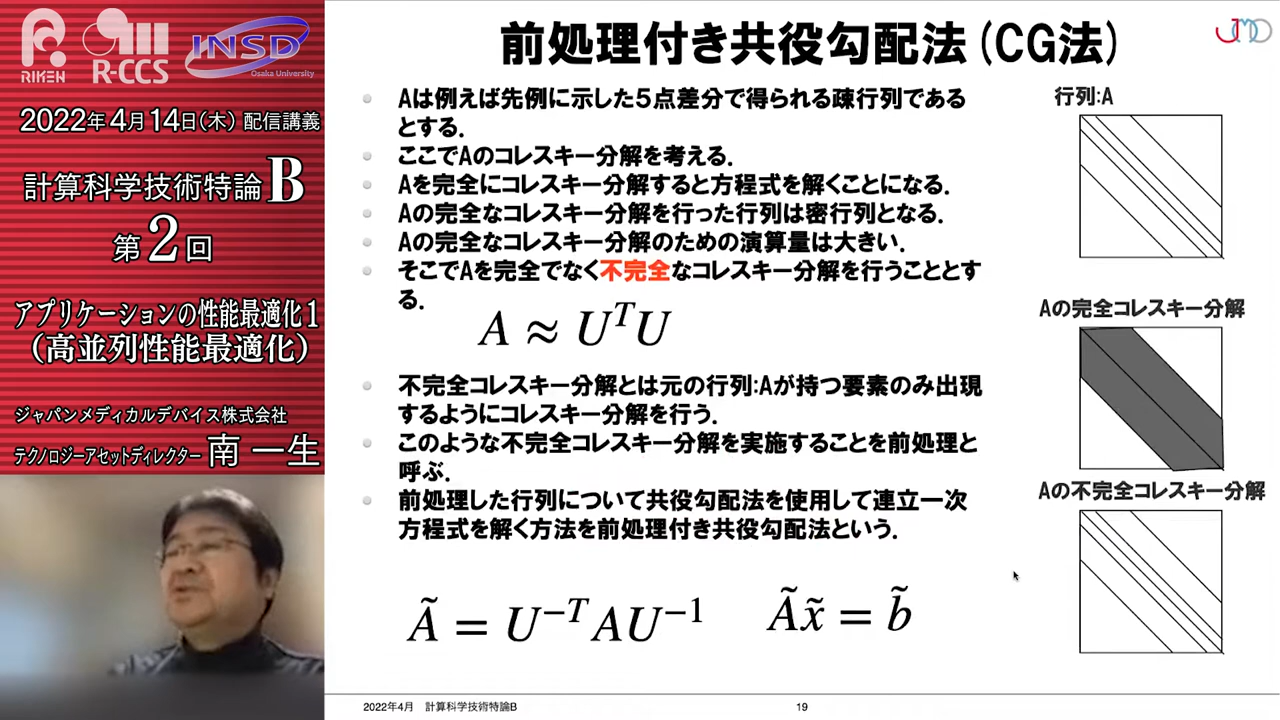 RIKEN
R-CCS
INSD
Osaka University
2022年4月14日(木) 配信講義
計算科学技術特論B
第2回
アプリケーションの性能最適化1
(高並列性能最適化)
ジャパンメディカルデバイス株式会社
テクノロジーアセットディレクター 南 一生
前処理付き共役勾配法(CG法)
JMD
Aは例えば先例に示した5点差分で得られる疎行列である
とする.
ここでAのコレスキー分解を考える.
Aを完全にコレスキー分解すると方程式を解くことになる.
Aの完全なコレスキー分解を行った行列は密行列となる.
Aの完全なコレスキー分解のための演算量は大きい.
そこでAを完全でなく不完全なコレスキー分解を行うこととす
る.
A ≈ U^T U
不完全コレスキー分解とは元の行列:Aが持つ要素のみ出現
するようにコレスキー分解を行う.
このような不完全コレスキー分解を実施することを前処理と
呼ぶ.
前処理した行列について共役勾配法を使用して連立一次
方程式を解く方法を前処理付き共役勾配法という.
Ã = U^{-T} A U^{-1}  Ãx̃ = b̃
行列:A
Aの完全コレスキー分解
Aの不完全コレスキー分解
2022年4月 計算科学技術特論B
19